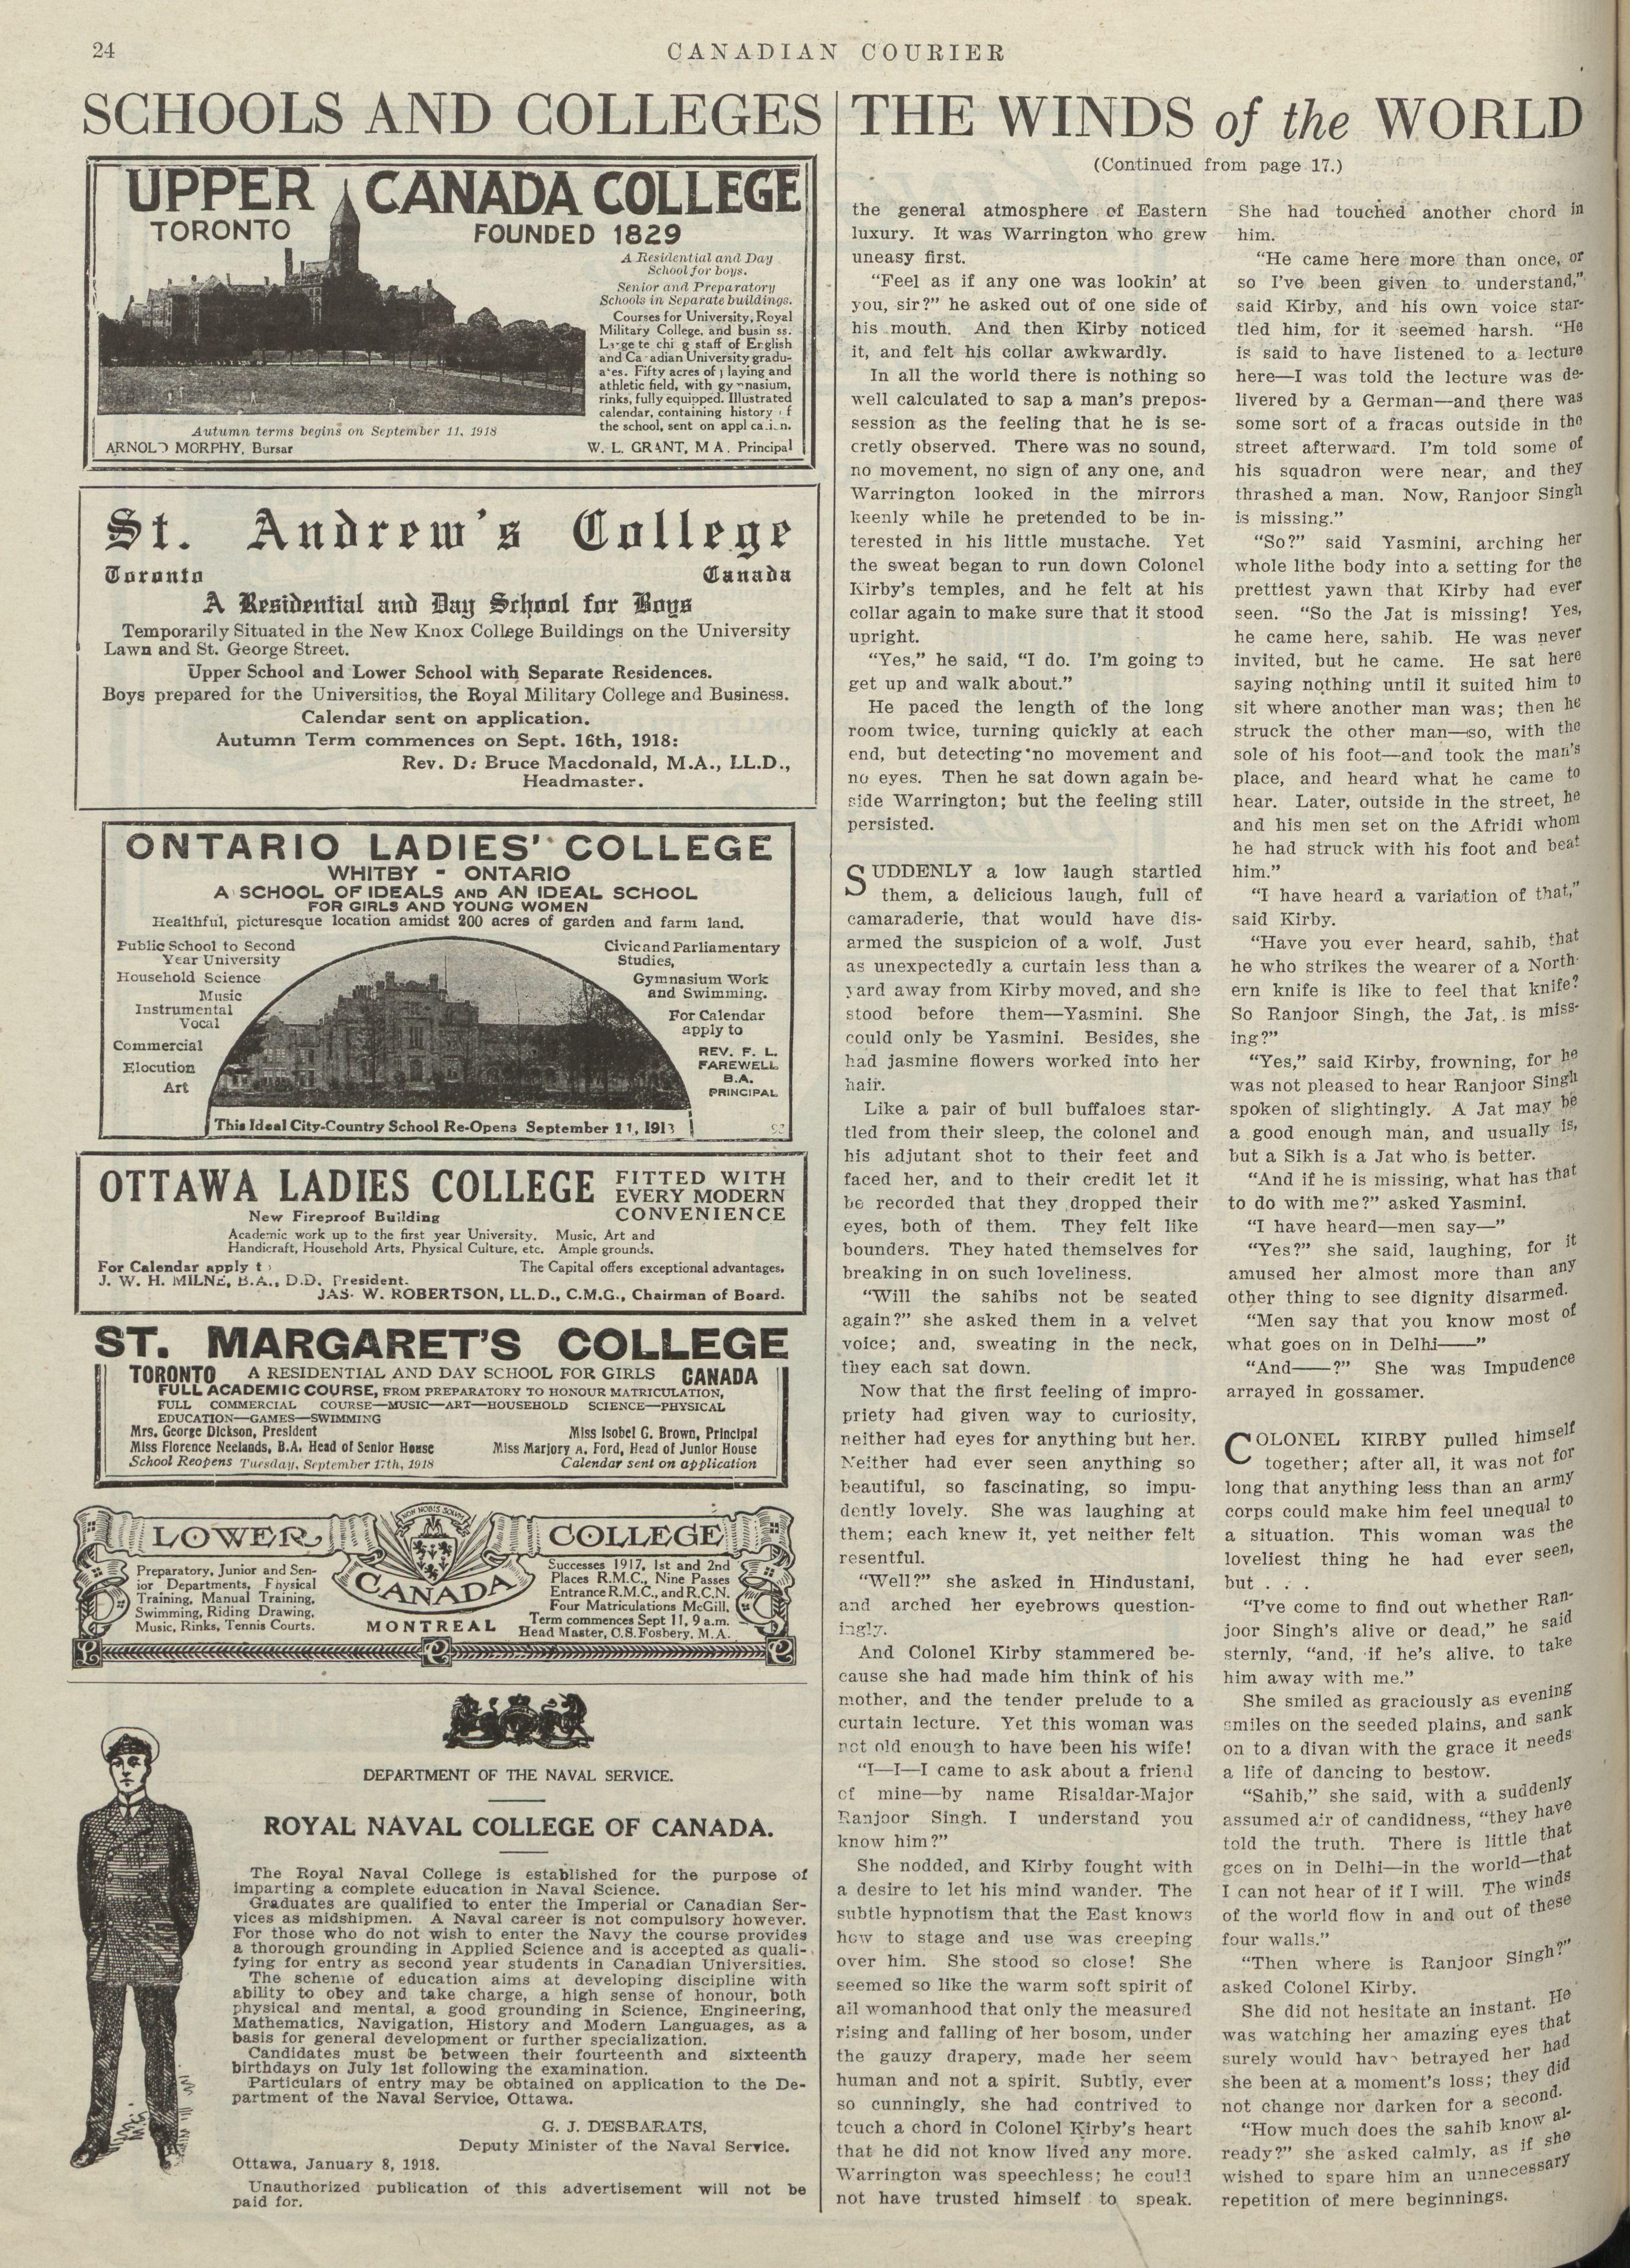 24
CANADIAN COURIER
SCHOOLS AND COLLEGES
UPPER CANADA COLLEGE
TORONTO
FOUNDED 1829
A Residential and Day
School for boys.
Senior and Preparatory
Schools in Separate buildings.
Courses for University, Royal
Military College, and busin ss.
Large te chi g staff of English
and Ca adian University gradu-
a es. Fifty acres of laying and
athletic field, with gy nasium,
rinks, fully equipped. Illustrated
calendar, containing history f
the school, sent on appl ca.i.n.
Autumn terms begins on September 11, 1918
ARNOLD MORPHY, Bursar
W. L. GRANT, M A. Principal
St. Andrew's College
Toronto
Canada
A Residential and Day School for Boys
Temporarily Situated in the New Knox College Buildings on the University
Lawn and St. George Street.
Upper School and Lower School with Separate Residences.
Boys prepared for the Universities, the Royal Military College and Business.
Calendar sent on application.
Autumn Term commences on Sept. 16th, 1918:
Rev. D. Bruce Macdonald, M.A., LL.D.,
Headmaster.
ONTARIO LADIES' COLLEGE
WHITBY - ONTARIO
A SCHOOL OF IDEALS AND AN IDEAL SCHOOL
FOR GIRLS AND YOUNG WOMEN
Healthful, picturesque location amidst 200 acres of garden and farm land.
Public School to Second
Year University
Household Science
Music
Instrumental
Vocal
Commercial
Elocution
Art
Civic and Parliamentary
Studies,
Gymnasium Work
and Swimming.
For Calendar
apply to
REV. F. L.
FAREWELL
B.A.
PRINCIPAL
This Ideal City-Country School Re-Opens September 11, 1913
92
OTTAWA LADIES COLLEGE
FITTED WITH
EVERY MODERN
CONVENIENCE
New Fireproof Building
Academic work up to the first year University. Music, Art and
Handicraft, Household Arts, Physical Culture, etc. Ample grounds.
For Calendar apply t
The Capital offers exceptional advantages.
J. W. H. MILNE, B.A., D.D. President.
JAS. W. ROBERTSON, LL.D., C.M.G., Chairman of Board.
ST. MARGARET'S COLLEGE
TORONTO A RESIDENTIAL AND DAY SCHOOL FOR GIRLS CANADA
FULL ACADEMIC COURSE, FROM PREPARATORY TO HONOUR MATRICULATION,
FULL COMMERCIAL COURSE—MUSIC—ART—HOUSEHOLD SCIENCE—PHYSICAL
EDUCATION—GAMES—SWIMMING
Mrs. George Dickson, President
Miss Isobel G. Brown, Principal
Miss Florence Neelands, B.A. Head of Senior House
Miss Marjory A. Ford, Head of Junior House
School Reopens Tuesday, September 17th, 1918
Calendar sent on application
NON NOBIS SOLUM
LOWER
CANADA
COLLEGE
MONTREAL
Preparatory, Junior and Sen-
ior Departments, Physical
Training, Manual Training,
Swimming, Riding Drawing,
Music, Rinks, Tennis Courts.
Successes 1917, 1st and 2nd
Places R.M.C., Nine Passes
Entrance R.M.C., and R.C.N.
Four Matriculations McGill.
Term commences Sept 11, 9 a.m.
Head Master, C.S. Fosbery, M.A.
L
C
C
DEPARTMENT OF THE NAVAL SERVICE.
ROYAL NAVAL COLLEGE OF CANADA.
The Royal Naval College is established for the purpose of
imparting a complete education in Naval Science.
Graduates are qualified to enter the Imperial or Canadian Ser-
vices as midshipmen. A Naval career is not compulsory however.
For those who do not wish to enter the Navy the course provides
a thorough grounding in Applied Science and is accepted as quali-
fying for entry as second year students in Canadian Universities.
The scheme of education aims at developing discipline with
ability to obey and take charge, a high sense of honour, both
physical and mental, a good grounding in Science, Engineering,
Mathematics, Navigation, History and Modern Languages, as a
basis for general development or further specialization.
Candidates must be between their fourteenth and sixteenth
birthdays on July 1st following the examination.
Particulars of entry may be obtained on application to the De-
partment of the Naval Service, Ottawa.
G. J. DESBARATS,
Deputy Minister of the Naval Service.
Ottawa, January 8, 1918.
Unauthorized publication of this advertisement will not be
paid for.
THE WINDS of the WORLD
(Continued from page 17.)
the general atmosphere of Eastern
luxury. It was Warrington who grew
uneasy first.
"Feel as if any one was lookin' at
you, sir?" he asked out of one side of
his mouth. And then Kirby noticed
it, and felt his collar awkwardly.
In all the world there is nothing so
well calculated to sap a man's prepos-
session as the feeling that he is se-
cretly observed. There was no sound,
no movement, no sign of any one, and
Warrington looked in the mirrors
keenly while he pretended to be in-
terested in his little mustache. Yet
the sweat began to run down Colonel
Kirby's temples, and he felt at his
collar again to make sure that it stood
upright.
"Yes," he said, "I do. I'm going to
get up and walk about."
He paced the length of the long
room twice, turning quickly at each
end, but detecting no movement and
no eyes. Then he sat down again be-
side Warrington; but the feeling still
persisted.
SUDDENLY a low laugh startled
them, a delicious laugh, full of
camaraderie, that would have dis-
armed the suspicion of a wolf. Just
as unexpectedly a curtain less than a
yard away from Kirby moved, and she
stood before them—Yasmini. She
could only be Yasmini. Besides, she
had jasmine flowers worked into her
hair.
Like a pair of bull buffaloes star-
tled from their sleep, the colonel and
his adjutant shot to their feet and
faced her, and to their credit let it
be recorded that they dropped their
eyes, both of them. They felt like
bounders. They hated themselves for
breaking in on such loveliness.
"Will the sahibs not be seated
again?" she asked them in a velvet
voice; and, sweating in the neck,
they each sat down.
Now that the first feeling of impro-
priety had given way to curiosity,
neither had eyes for anything but her.
Neither had ever seen anything so
beautiful, so fascinating, so impu-
dently lovely. She was laughing at
them; each knew it, yet neither felt
resentful.
"Well?" she asked in Hindustani,
and arched her eyebrows question-
ingly.
And Colonel Kirby stammered be-
cause she had made him think of his
mother, and the tender prelude to a
curtain lecture. Yet this woman was
not old enough to have been his wife!
"I—I—I came to ask about a friend
of mine—by name Risaldar-Major
Ranjoor Singh. I understand you
know him?"
She nodded, and Kirby fought with
a desire to let his mind wander. The
subtle hypnotism that the East knows
how to stage and use was creeping
over him. She stood so close! She
seemed so like the warm soft spirit of
all womanhood that only the measured
rising and falling of her bosom, under
the gauzy drapery, made her seem
human and not a spirit. Subtly, ever
so cunningly, she had contrived to
touch a chord in Colonel Kirby's heart
that he did not know lived any more.
Warrington was speechless; he could
not have trusted himself to speak.
She had touched another chord in
him.
"He came here more than once, or
so I've been given to understand,"
said Kirby, and his own voice star-
tled him, for it seemed harsh. "He
is said to have listened to a lecture
here—I was told the lecture was de-
livered by a German—and there was
some sort of a fracas outside in the
street afterward. I'm told some of
his squadron were near, and they
thrashed a man. Now, Ranjoor Singh
is missing."
"So?" said Yasmini, arching her
whole lithe body into a setting for the
prettiest yawn that Kirby had ever
seen. "So the Jat is missing! Yes,
he came here, sahib. He was never
invited, but he came. He sat here
saying nothing until it suited him to
sit where another man was; then he
struck the other man—so, with the
sole of his foot—and took the man's
place, and heard what he came to
hear. Later, outside in the street, he
and his men set on the Afridi whom
he had struck with his foot and beat
him."
"I have heard a variation of that,"
said Kirby.
"Have you ever heard, sahib, that
he who strikes the wearer of a North-
ern knife is like to feel that knife?
So Ranjoor Singh, the Jat, is miss-
ing?"
"Yes," said Kirby, frowning, for he
was not pleased to hear Ranjoor Singh
spoken of slightingly. A Jat may be
a good enough man, and usually is,
but a Sikh is a Jat who is better.
"And if he is missing, what has that
to do with me?" asked Yasmini.
"I have heard—men say—"
"Yes?" she said, laughing, for it
amused her almost more than any
other thing to see dignity disarmed.
"Men say that you know most of
what goes on in Delhi——"
"And——?" She was Impudence
arrayed in gossamer.
COLONEL KIRBY pulled himself
together; after all, it was not for
long that anything less than an army
corps could make him feel unequal to
a situation. This woman was the
loveliest thing he had ever seen,
but . . .
"I've come to find out whether Ran-
joor Singh's alive or dead," he said
sternly, "and, if he's alive, to take
him away with me."
She smiled as graciously as evening
smiles on the seeded plains, and sank
on to a divan with the grace it needs
a life of dancing to bestow.
"Sahib," she said, with a suddenly
assumed air of candidness, "they have
told the truth. There is little that
goes on in Delhi—in the world—that
I can not hear of if I will. The winds
of the world flow in and out of these
four walls."
"Then where is Ranjoor Singh?"
asked Colonel Kirby.
She did not hesitate an instant. He
was watching her amazing eyes that
surely would have betrayed her had
she been at a moment's loss; they did
not change nor darken for a second.
"How much does the sahib know al-
ready?" she asked calmly, as if she
wished to spare him an unnecessary
repetition of mere beginnings.